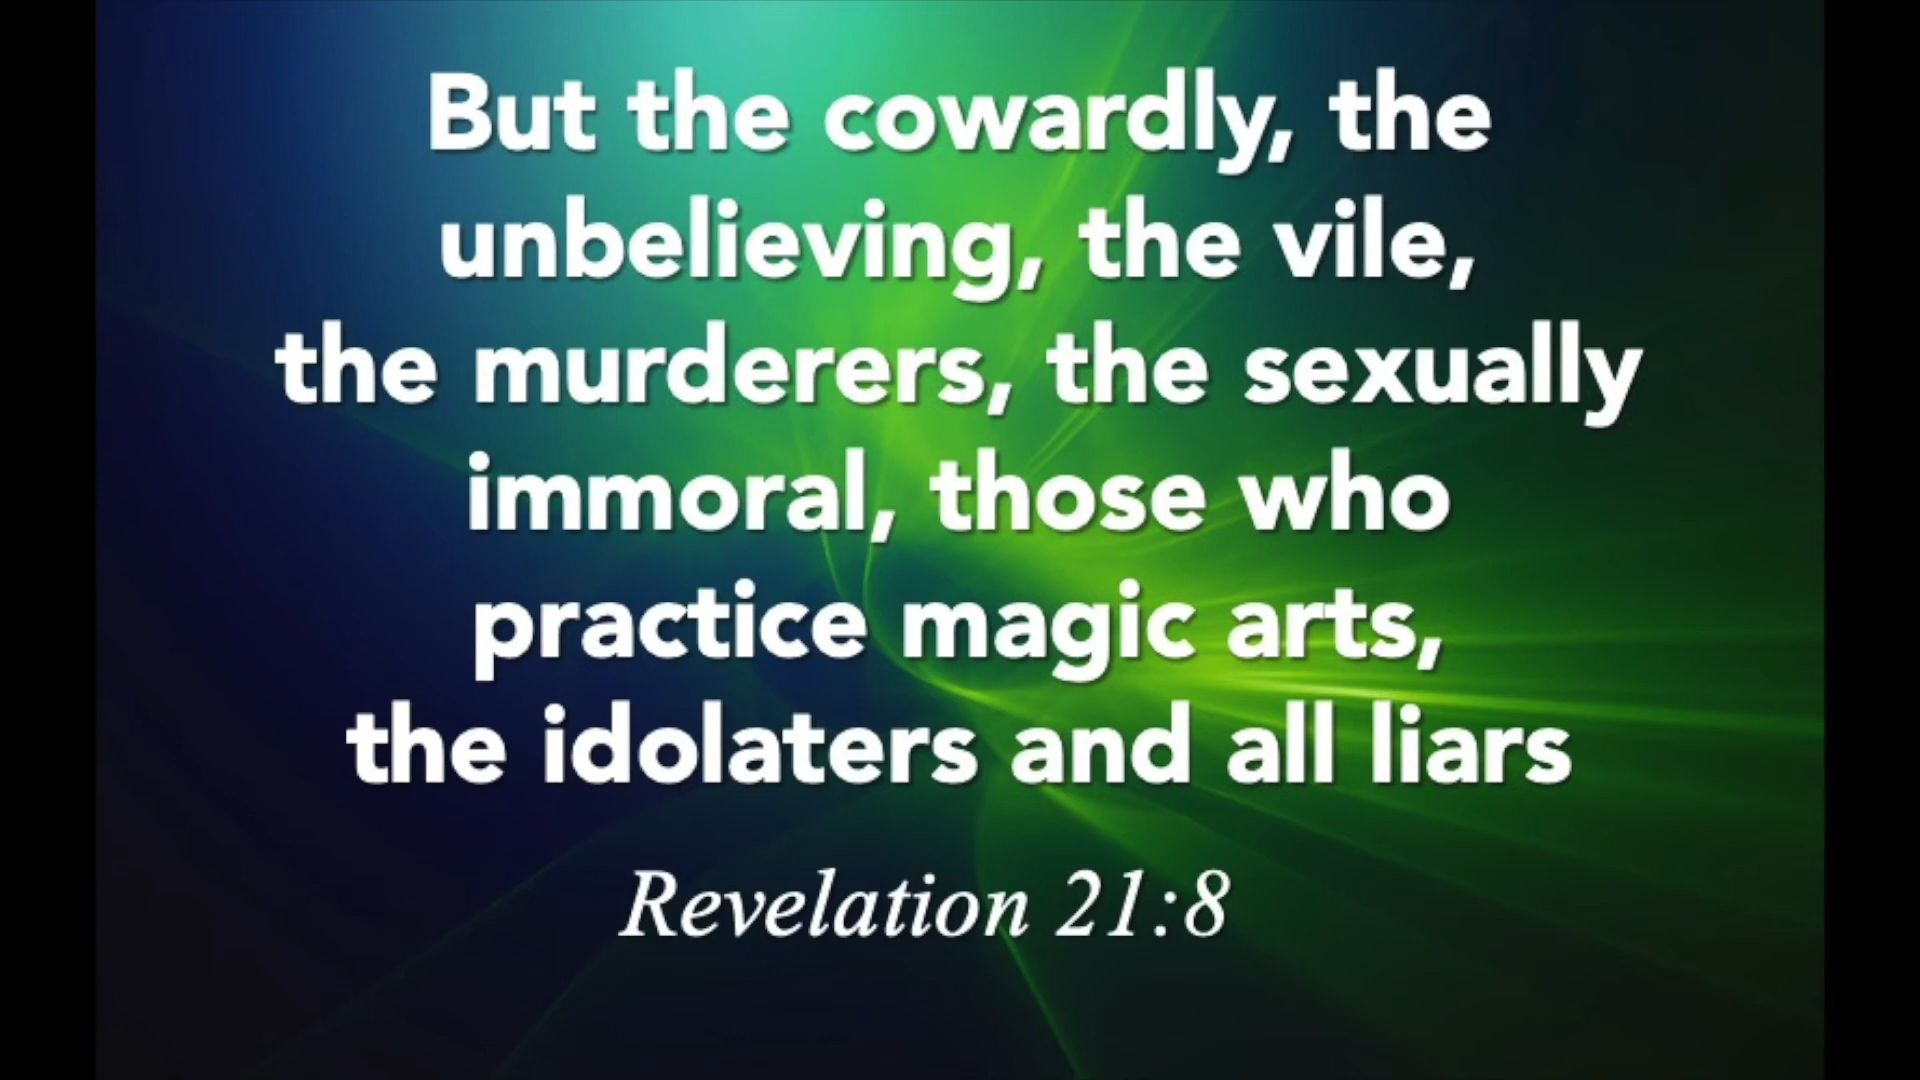 But the cowardly, the
unbelieving, the vile,
the murderers, the sexually
immoral, those who
practice magic arts,
the idolaters and all liars
Revelation 21:8